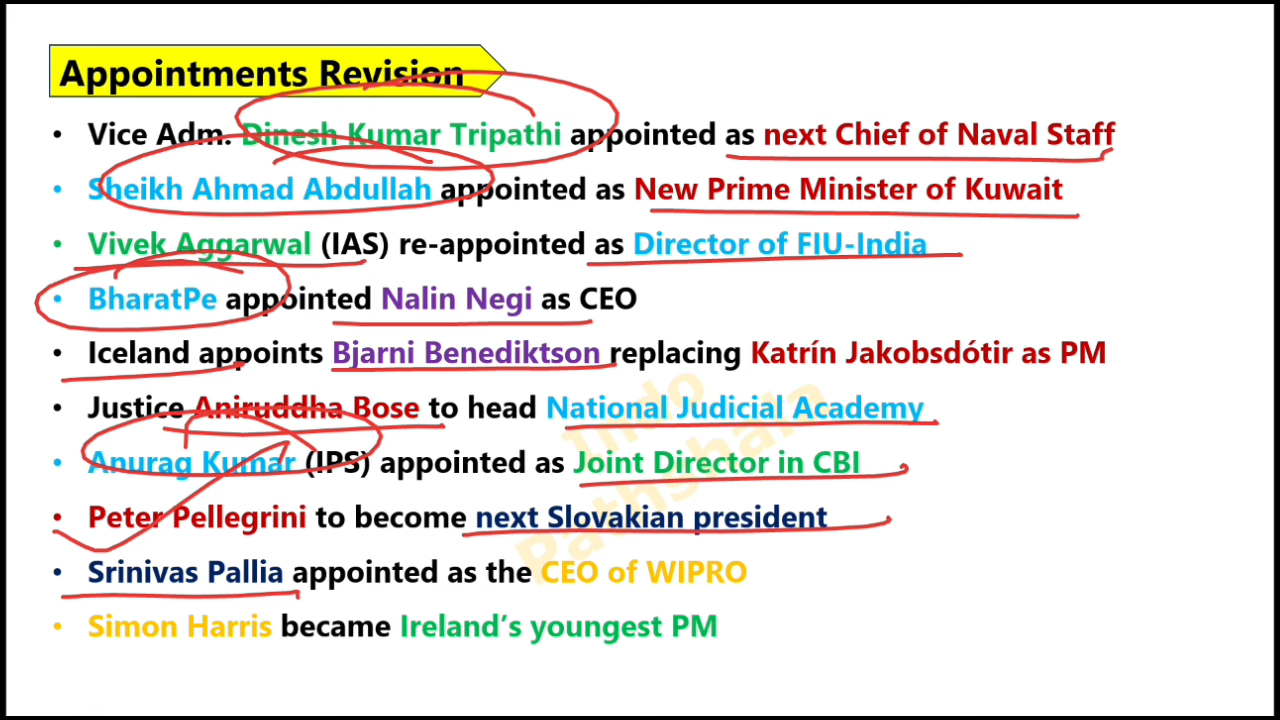 Appointments Revision
• Vice Adm. Dinesh Kumar Tripathi appointed as next Chief of Naval Staff
• Sheikh Ahmad Abdullah appointed as New Prime Minister of Kuwait
• Vivek Aggarwal (IAS) re-appointed as Director of FIU-India
• BharatPe appointed Nalin Negi as CEO
• Iceland appoints Bjarni Benediktson replacing Katrín Jakobsdótir as PM
• Justice Aniruddha Bose to head National Judicial Academy
• Anurag Kumar (IPS) appointed as Joint Director in CBI
• Peter Pellegrini to become next Slovakian president
• Srinivas Pallia appointed as the CEO of WIPRO
• Simon Harris became Ireland’s youngest PM
Indo
Pathshala